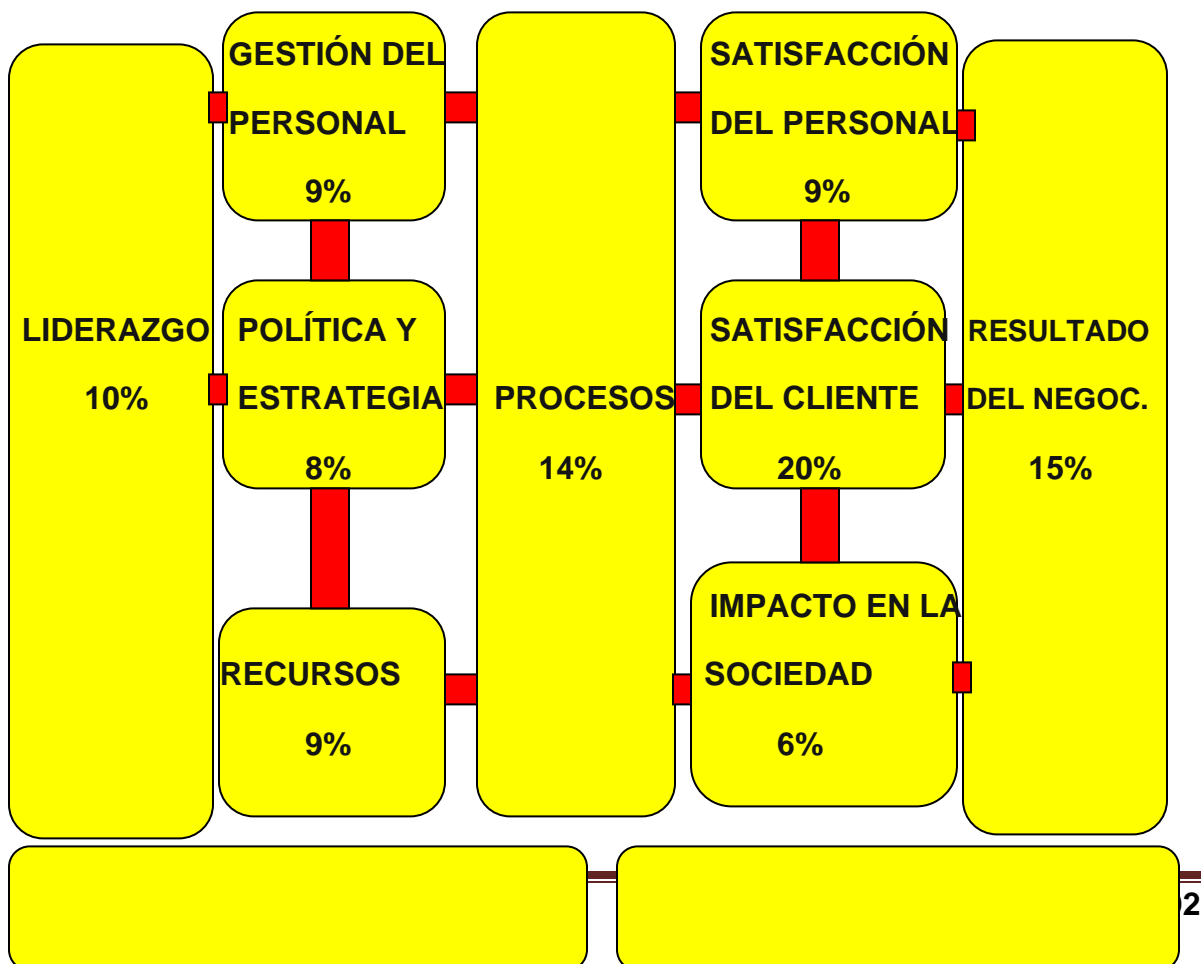 GESTIÓN DEL
PERSONAL
9%
SATISFACCIÓN
DEL PERSONAL
9%
LIDERAZGO
10%
POLÍTICA Y
ESTRATEGIA
8%
PROCESOS
14%
SATISFACCIÓN
DEL CLIENTE
20%
RESULTADO
DEL NEGOC.
15%
RECURSOS
9%
IMPACTO EN LA
SOCIEDAD
6%